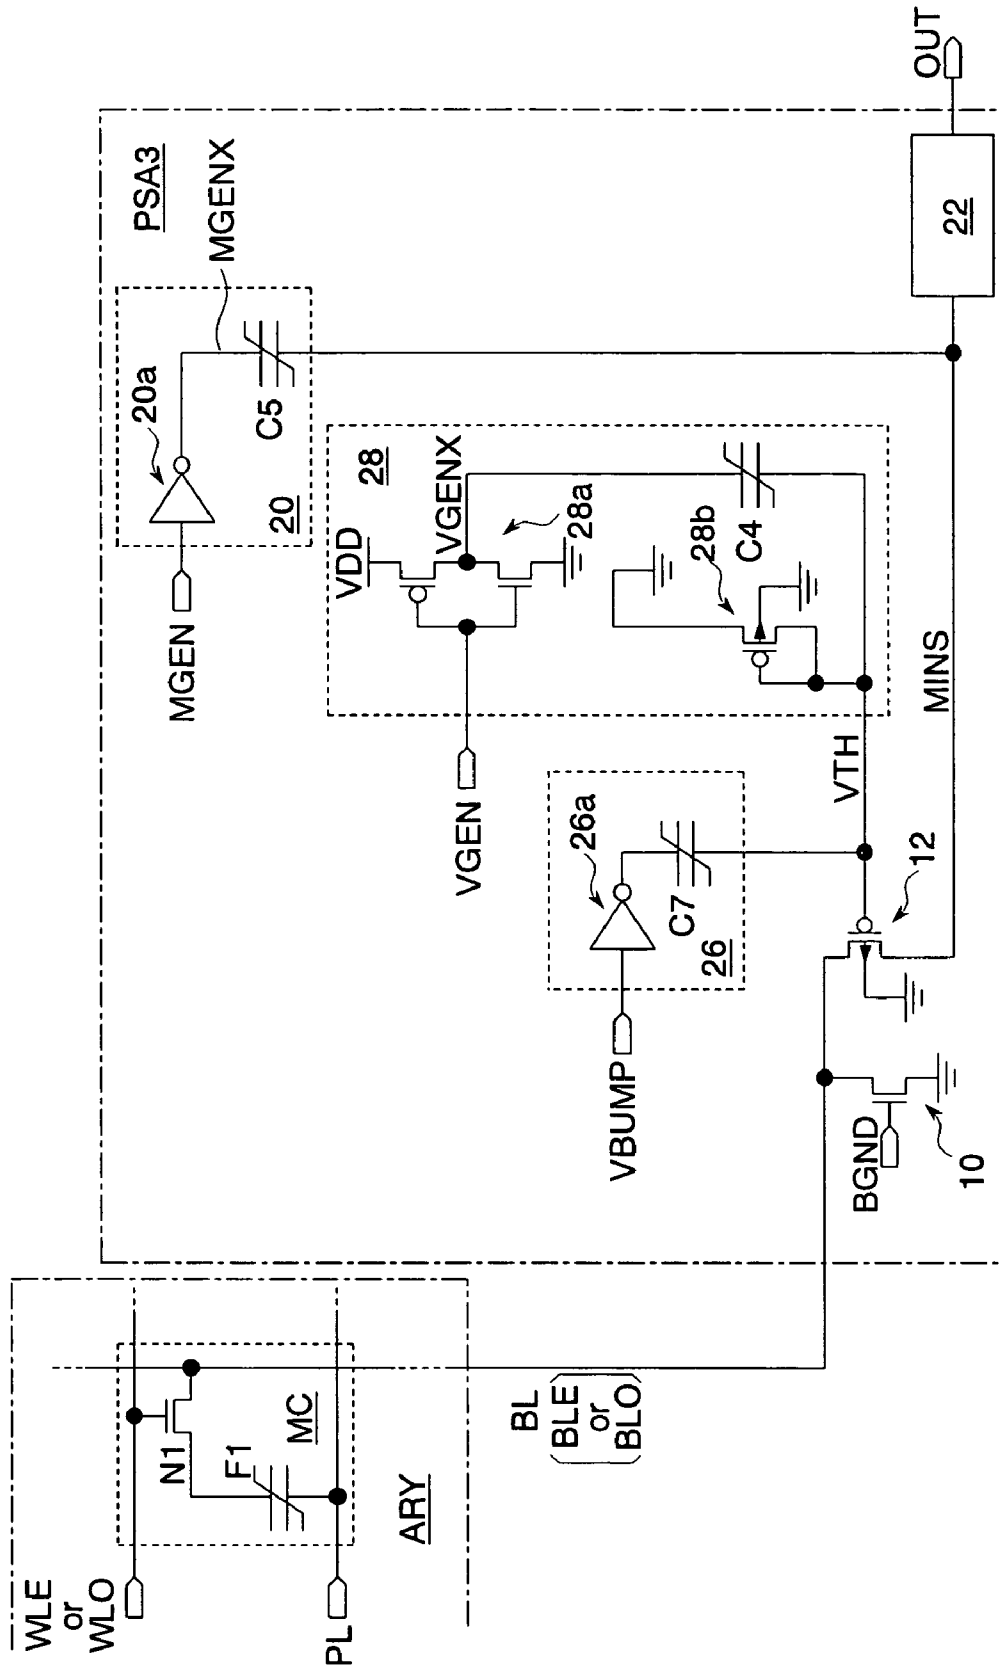 WLE
or
WLO
PL
N1
F1
MC
ARY
BL
BLE
or
BLO
PSA3
MGEN
20a
MGENX
C5
20
VGEN
28
VDD
VGENX
28a
28b
C4
VBUMP
26a
C7
26
VTH
MINS
BGND
10
12
22
OUT